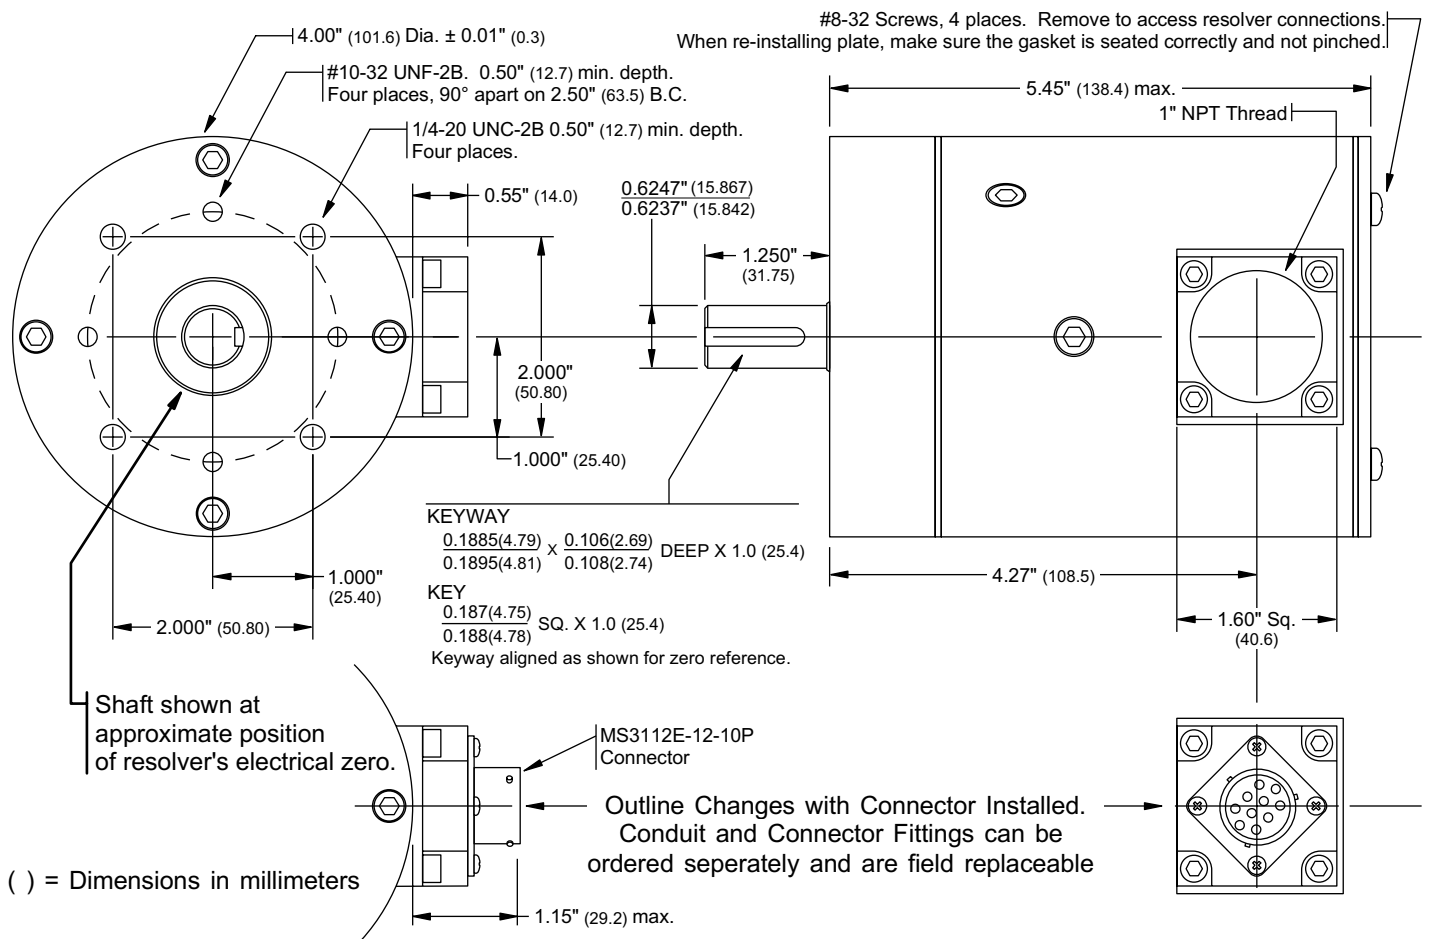 #8-32 Screws, 4 places. Remove to access resolver connections.
When re-installing plate, make sure the gasket is seated correctly and not pinched.
4.00" (101.6) Dia. ± 0.01" (0.3)
#10-32 UNF-2B. 0.50" (12.7) min. depth.
Four places, 90° apart on 2.50" (63.5) B.C.
1/4-20 UNC-2B 0.50" (12.7) min. depth.
Four places.
5.45" (138.4) max.
1" NPT Thread
0.55" (14.0)
0.6247" (15.867)
0.6237" (15.842)
1.250"
(31.75)
2.000"
(50.80)
1.000" (25.40)
KEYWAY
0.1885(4.79) X 0.106(2.69) DEEP X 1.0 (25.4)
0.1895(4.81) 0.108(2.74)
KEY
0.187(4.75) SQ. X 1.0 (25.4)
0.188(4.78)
Keyway aligned as shown for zero reference.
1.000"
(25.40)
2.000" (50.80)
4.27" (108.5)
1.60" Sq.
(40.6)
Shaft shown at
approximate position
of resolver's electrical zero.
MS3112E-12-10P
Connector
Outline Changes with Connector Installed.
Conduit and Connector Fittings can be
ordered seperately and are field replaceable
( ) = Dimensions in millimeters
1.15" (29.2) max.